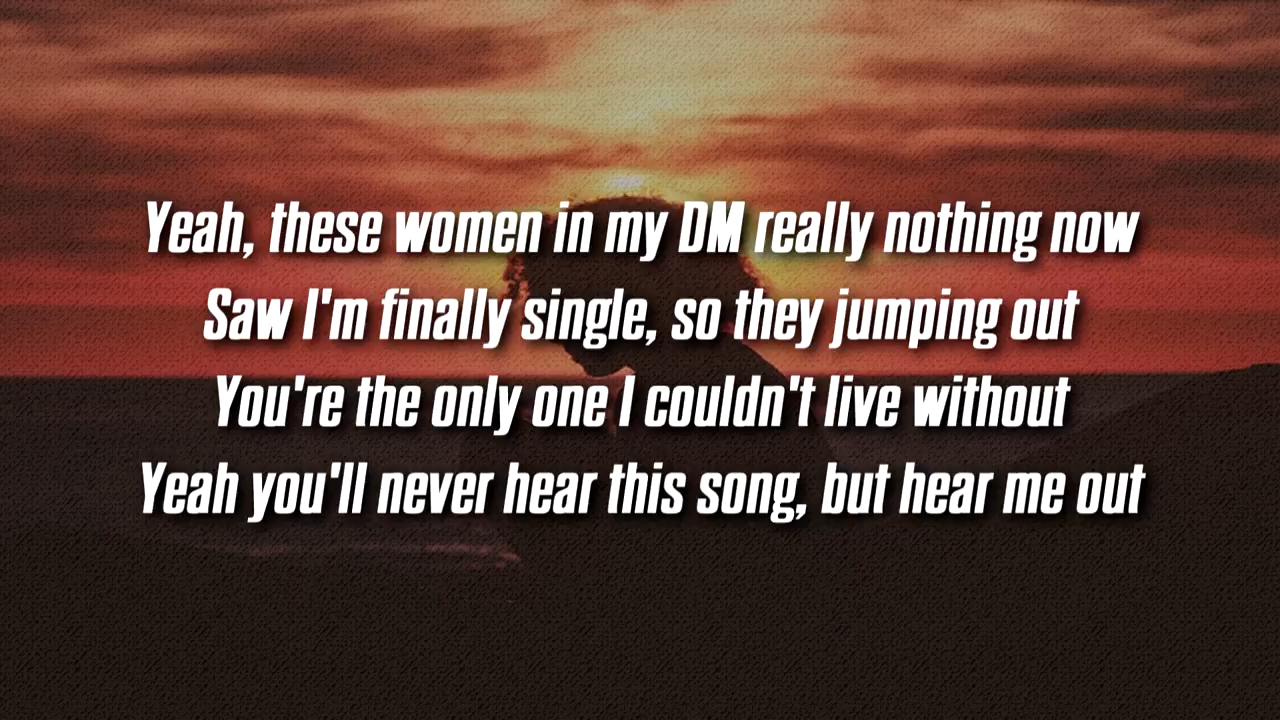 Yeah, these women in my DM really nothing now
Saw I'm finally single, so they jumping out
You're the only one I couldn't live without
Yeah you'll never hear this song, but hear me out